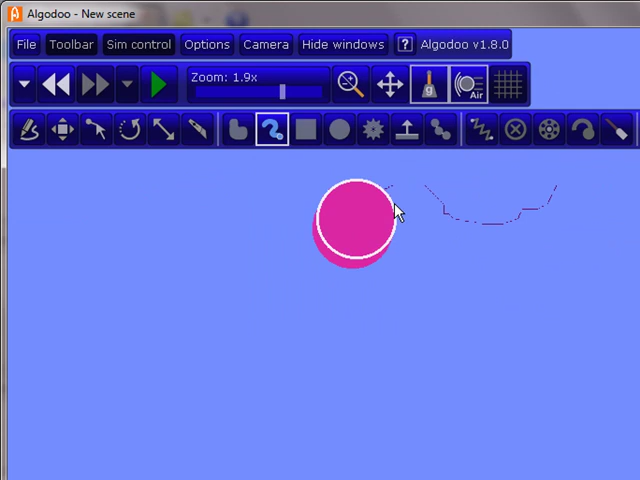 Algodoo - New scene
File Toolbar Sim control Options Camera Hide windows ? Algodoo v1.8.0
Zoom: 1.9x
g Air